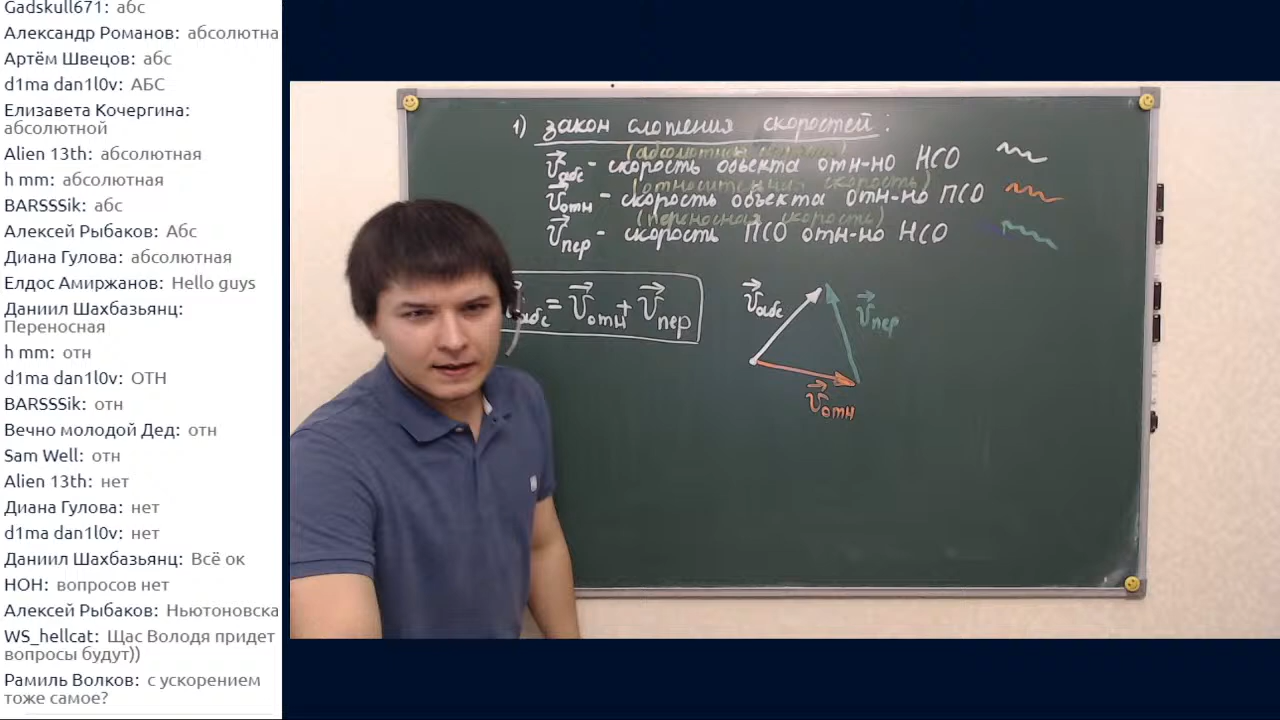 Gadskull671: абс
Александр Романов: абсолютна
Артём Швецов: абс
d1ma dan1l0v: АБС
Елизавета Кочергина:
абсолютной
Alien 13th: абсолютная
h mm: абсолютная
BARSSSik: абс
Алексей Рыбаков: Абс
Диана Гулова: абсолютная
Елдос Амиржанов: Hello guys
Даниил Шахбазьянц:
Переносная
h mm: отн
d1ma dan1l0v: ОТН
BARSSSik: отн
Вечно молодой Дед: отн
Sam Well: отн
Alien 13th: нет
Диана Гулова: нет
d1ma dan1l0v: нет
Даниил Шахбазьянц: Всё ок
НОН: вопросов нет
Алексей Рыбаков: Ньютоновска
WS_hellcat: Щас Володя придет
вопросы будут))
Рамиль Волков: с ускорением
тоже самое?
1) закон сложения скоростей:
(абсолютная скорость)
v⃗абс - скорость объекта отн-но НСО
(относительная скорость)
v⃗отн - скорость объекта отн-но ПСО
(переносная скорость)
v⃗пер - скорость ПСО отн-но НСО
абс = v⃗отн + v⃗пер
v⃗абс
v⃗пер
v⃗отн